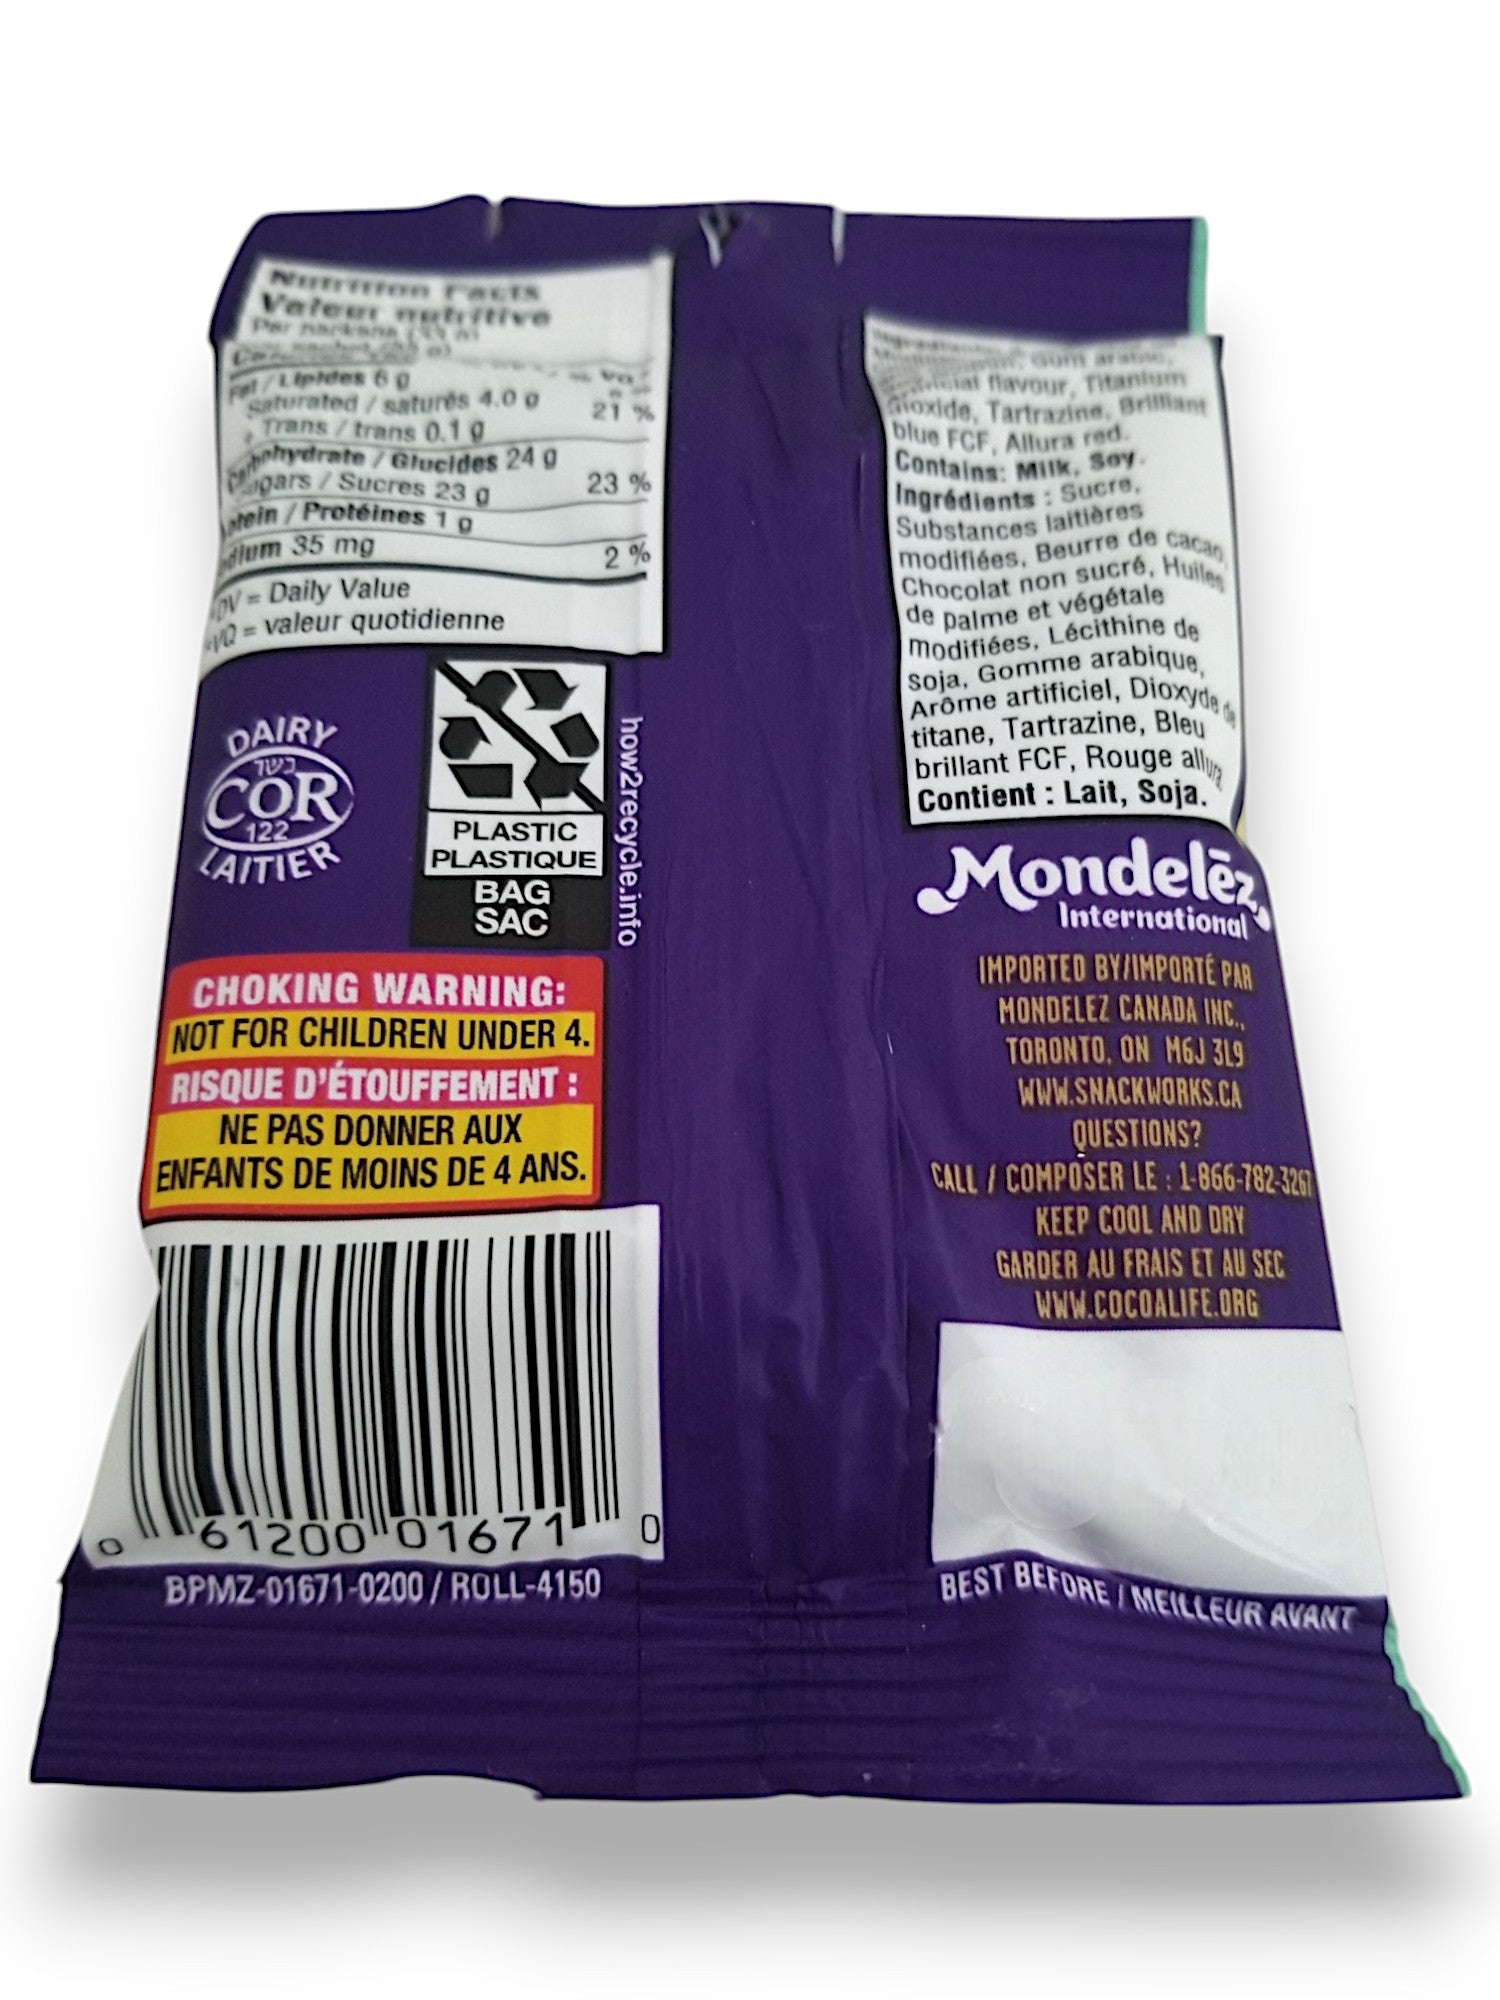 Nutrition Facts
Valeur nutritive
Per package (33 g)
Fat / Lipides 6 g
Saturated / saturés 4.0 g
+ Trans / trans 0.1 g
21 %
Carbohydrate / Glucides 24 g
Sugars / Sucres 23 g
23 %
Protein / Protéines 1 g
Sodium 35 mg
2 %
DV = Daily Value
VQ = valeur quotidienne
DAIRY
כשר
COR
122
LAITIER
PLASTIC
PLASTIQUE
BAG
SAC
how2recycle.info
CHOKING WARNING:
NOT FOR CHILDREN UNDER 4.
RISQUE D'ÉTOUFFEMENT :
NE PAS DONNER AUX
ENFANTS DE MOINS DE 4 ANS.
0 61200 01671 0
BPMZ-01671-0200 / ROLL-4150
Gum arabic,
flavour, Titanium
dioxide, Tartrazine, Brilliant
blue FCF, Allura red.
Contains: Milk, Soy.
Ingrédients : Sucre,
Substances laitières
modifiées, Beurre de cacao,
Chocolat non sucré, Huiles
de palme et végétale
modifiées, Lécithine de
soja, Gomme arabique,
Arôme artificiel, Dioxyde de
titane, Tartrazine, Bleu
brillant FCF, Rouge allura
Contient : Lait, Soja.
Mondelēz
International
IMPORTED BY/IMPORTÉ PAR
MONDELEZ CANADA INC.,
TORONTO, ON M6J 3L9
WWW.SNACKWORKS.CA
QUESTIONS?
CALL / COMPOSER LE : 1-866-782-3267
KEEP COOL AND DRY
GARDER AU FRAIS ET AU SEC
WWW.COCOALIFE.ORG
BEST BEFORE / MEILLEUR AVANT